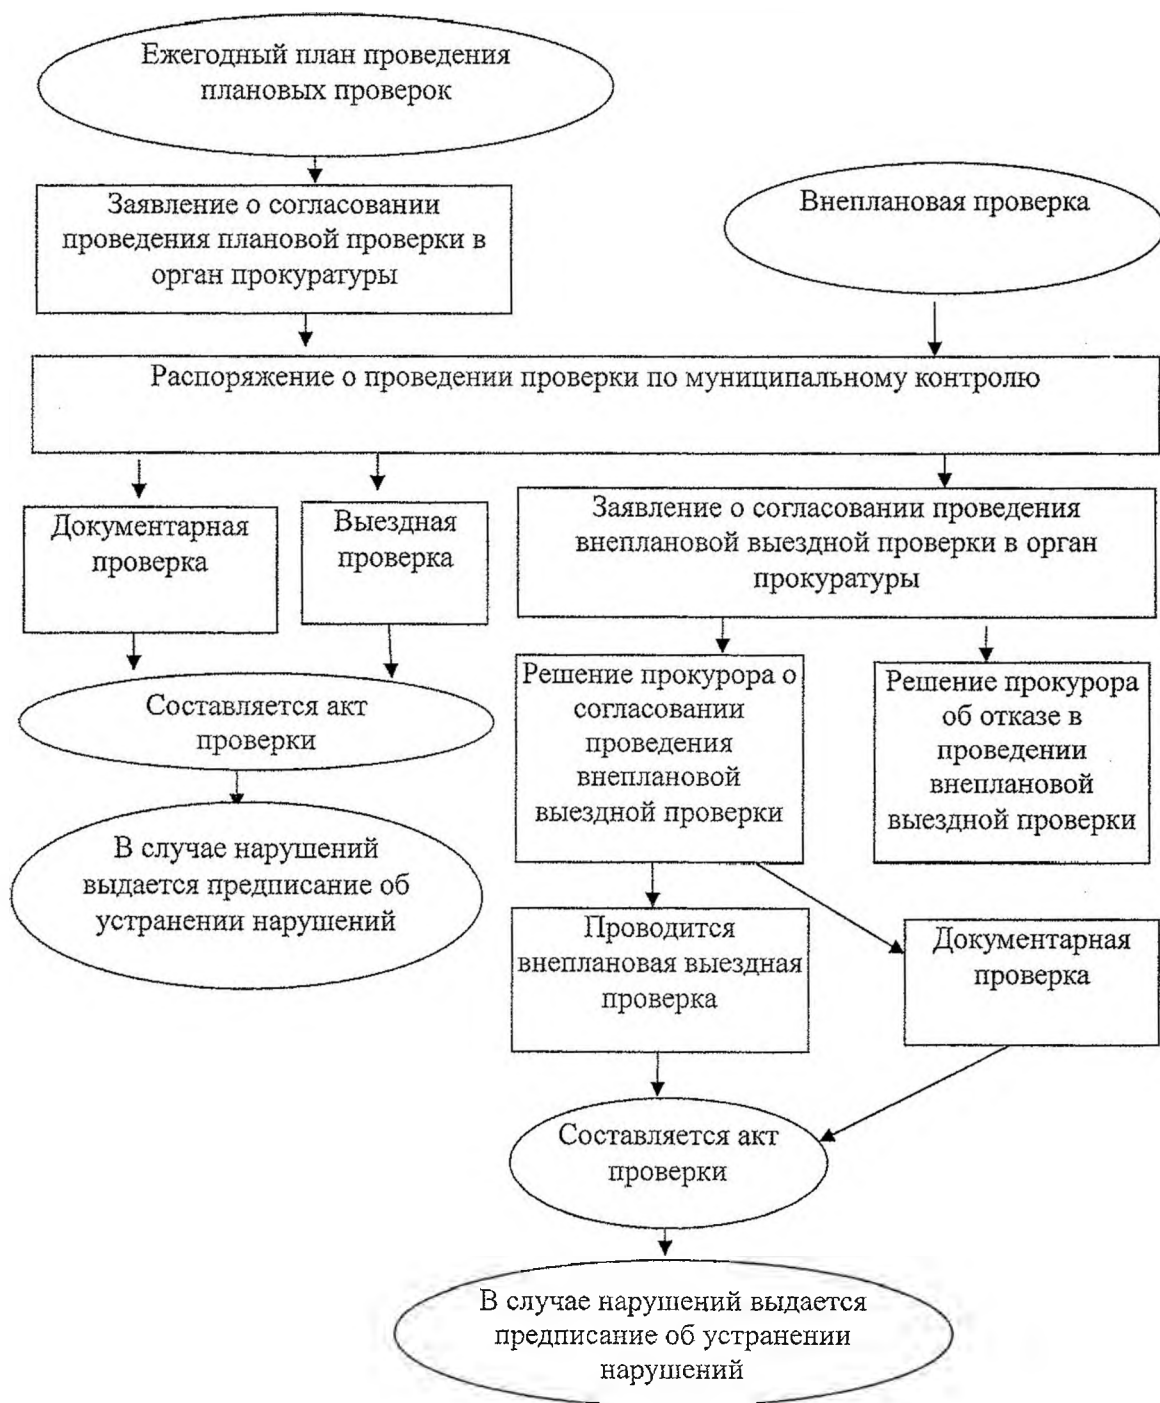 Ежегодный план проведения
плановых проверок
Заявление о согласовании
проведения плановой проверки в
орган прокуратуры
Внеплановая проверка
Распоряжение о проведении проверки по муниципальному контролю
Документарная
проверка
Выездная
проверка
Заявление о согласовании проведения
внеплановой выездной проверки в орган
прокуратуры
Составляется акт
проверки
Решение прокурора о
согласовании
проведения
внеплановой
выездной проверки
Решение прокурора
об отказе в
проведении
внеплановой
выездной проверки
В случае нарушений
выдается предписание об
устранении нарушений
Проводится
внеплановая выездная
проверка
Документарная
проверка
Составляется акт
проверки
В случае нарушений выдается
предписание об устранении
нарушений